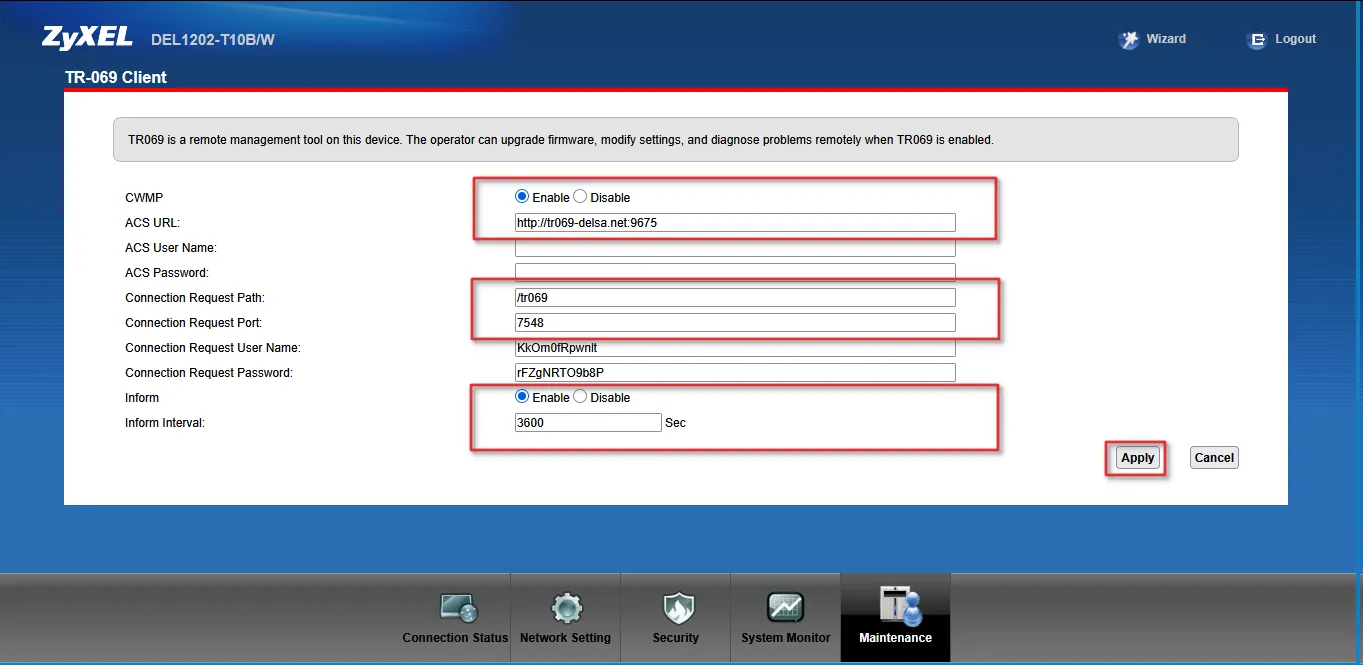 ZyXEL DEL1202-T10B/W
Wizard
Logout
TR-069 Client
TR069 is a remote management tool on this device. The operator can upgrade firmware, modify settings, and diagnose problems remotely when TR069 is enabled.
CWMP Enable Disable
ACS URL: http://tr069-delsa.net:9675
ACS User Name:
ACS Password:
Connection Request Path: /tr069
Connection Request Port: 7548
Connection Request User Name: KkOm0fRpwnIt
Connection Request Password: rFZgNRTO9b8P
Inform Enable Disable
Inform Interval: 3600 Sec
Apply Cancel
Connection Status Network Setting Security System Monitor Maintenance